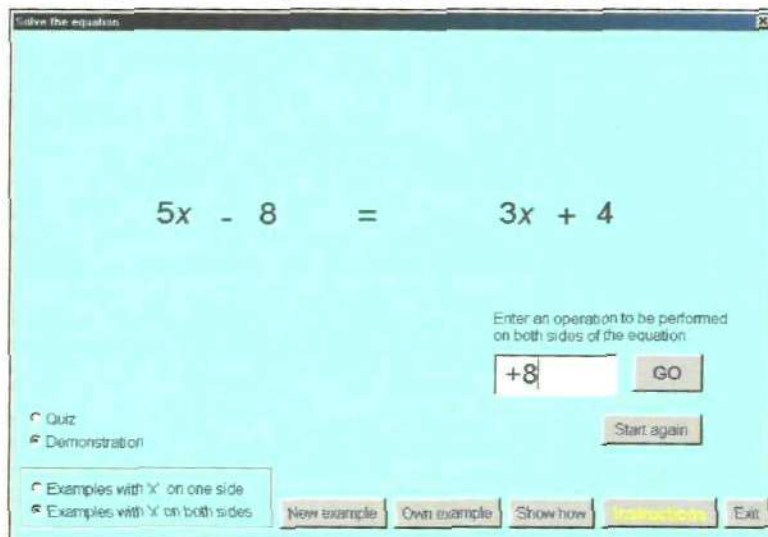 Solve the equation
5x - 8 = 3x + 4
Enter an operation to be performed
on both sides of the equation
+8 GO
Start again
Quiz
Demonstration
Examples with 'x' on one side
Examples with 'x' on both sides
New example Own example Show how Instructions Exit